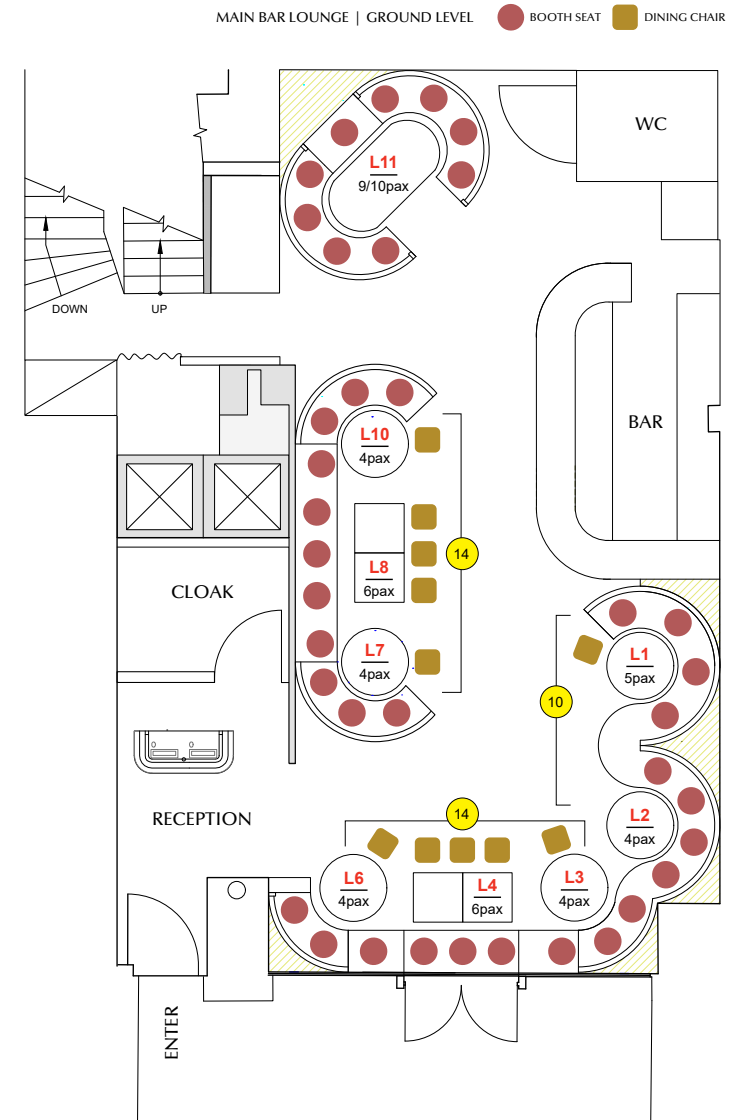 MAIN BAR LOUNGE | GROUND LEVEL
BOOTH SEAT
DINING CHAIR
WC
L11
9/10pax
DOWN
UP
BAR
L10
4pax
L8
6pax
14
CLOAK
L7
4pax
L1
5pax
10
RECEPTION
14
L2
4pax
L6
4pax
L4
6pax
L3
4pax
ENTER